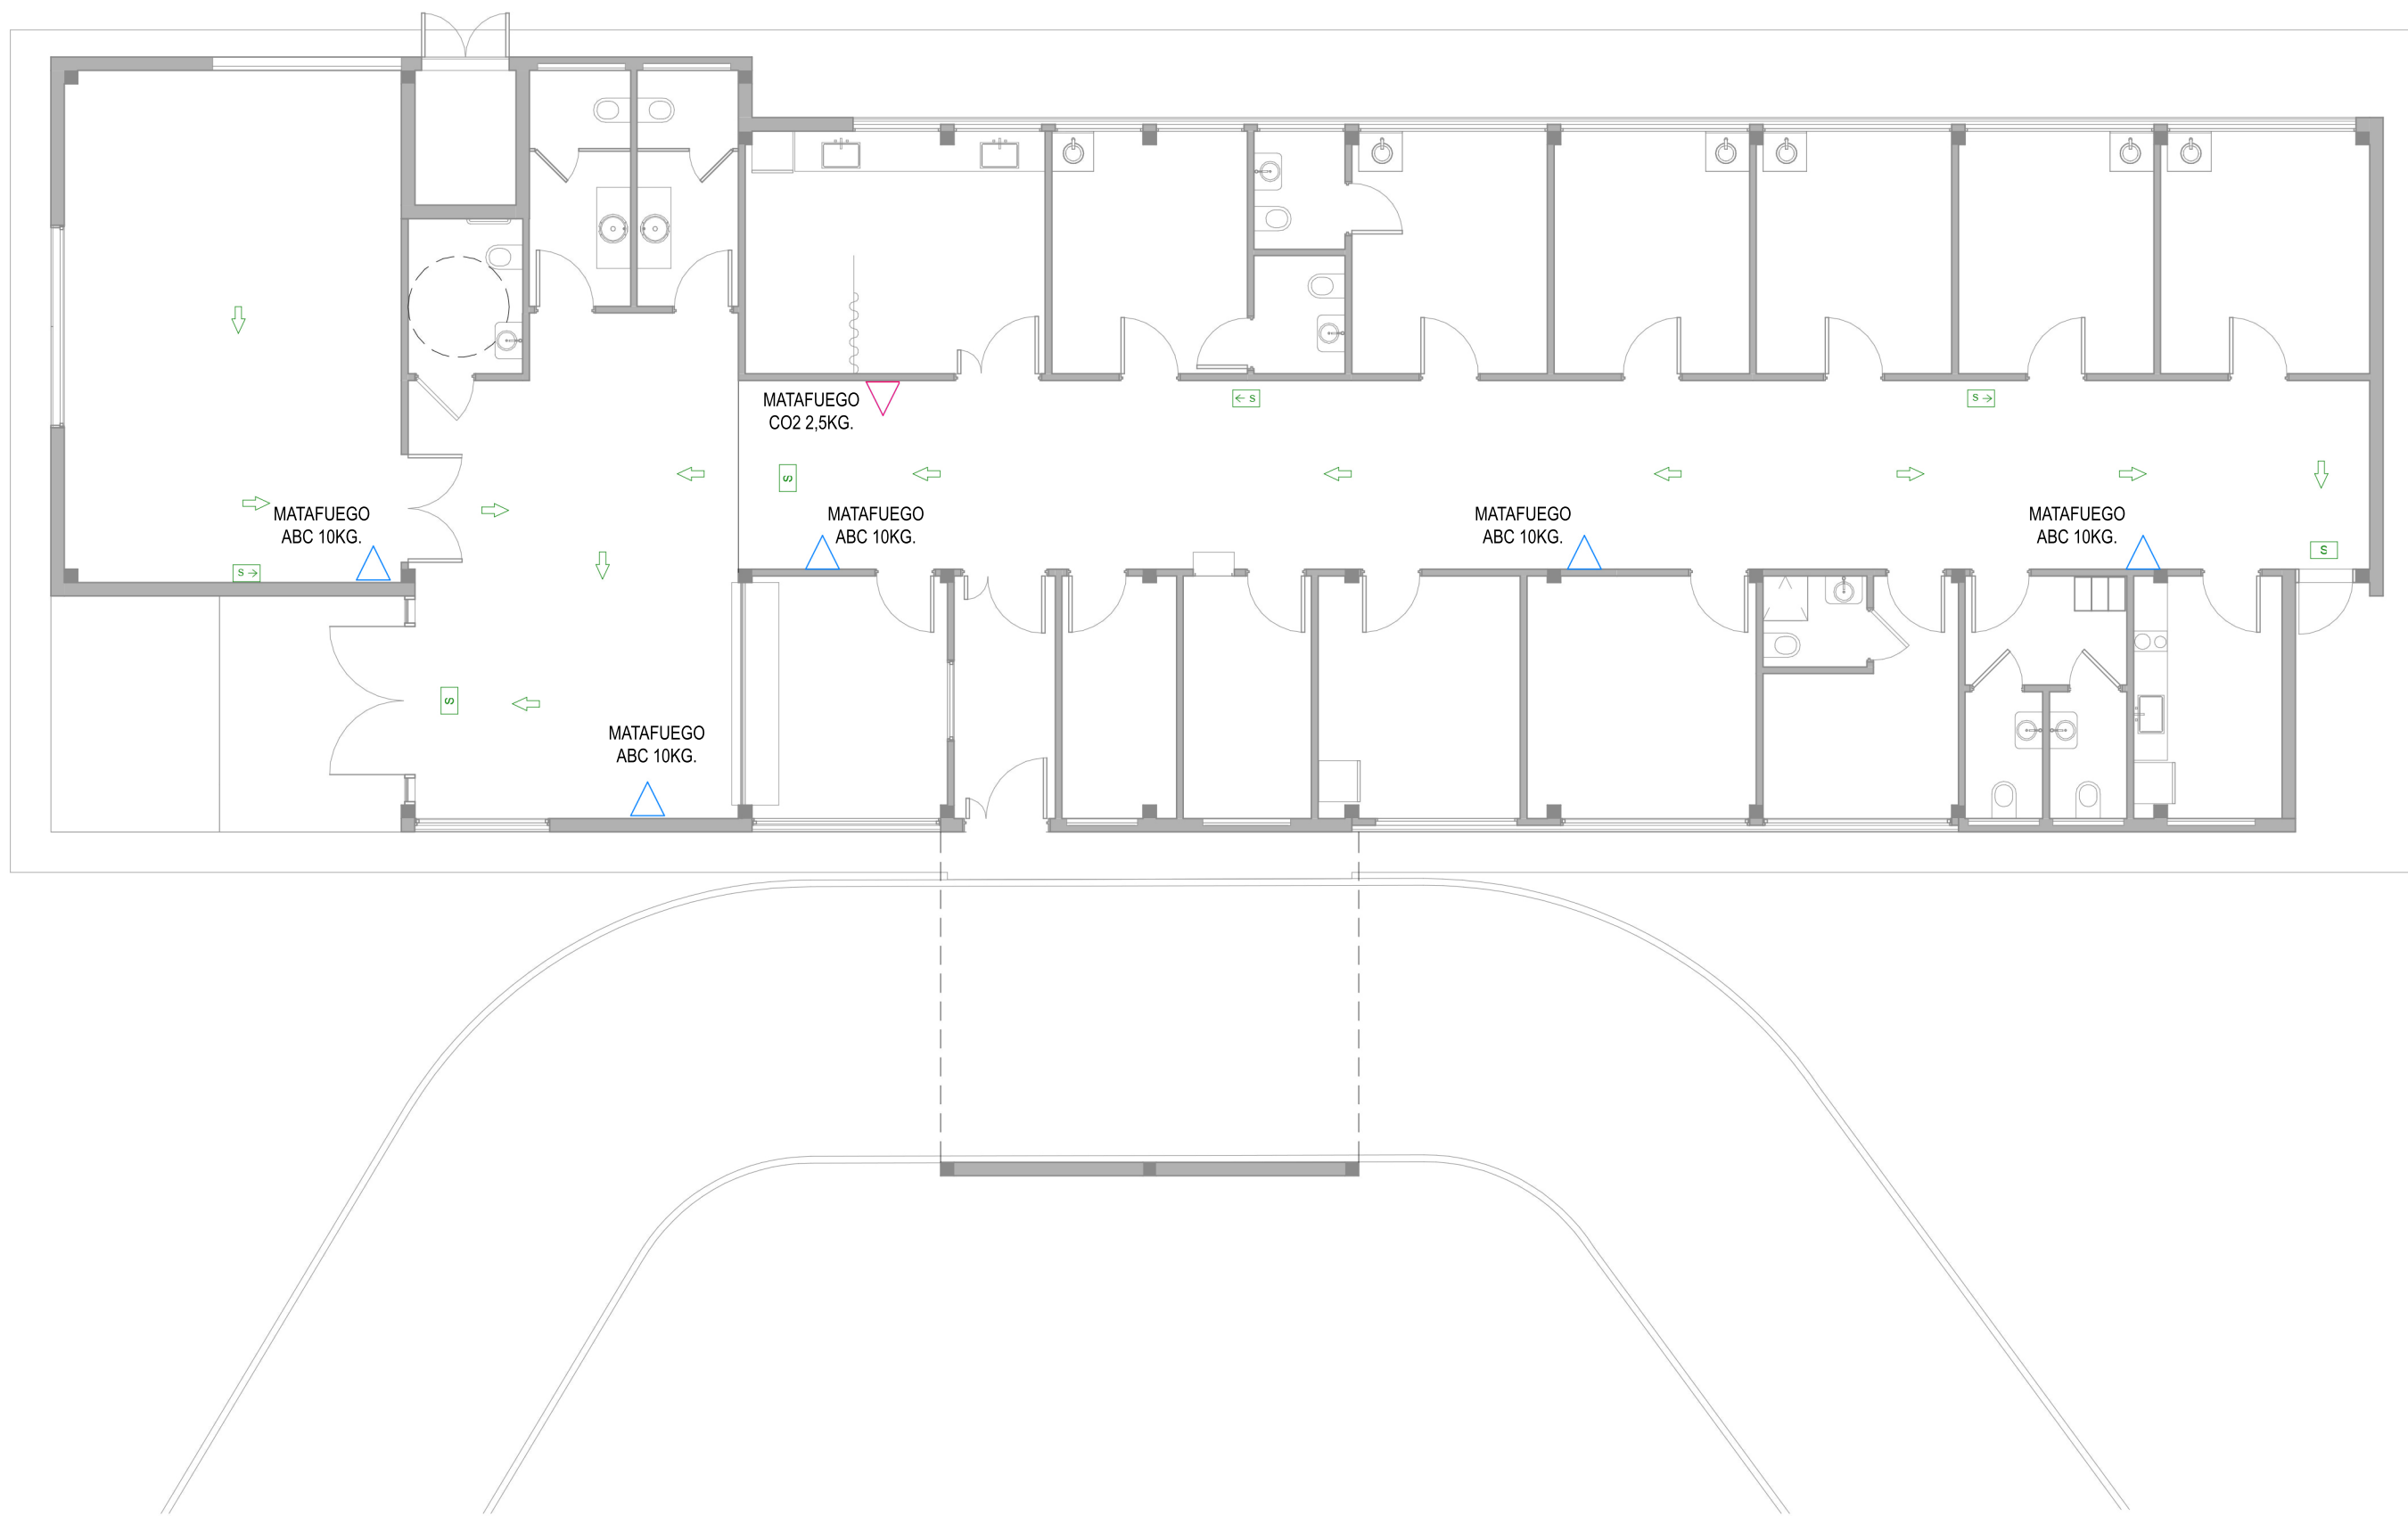 MATAFUEGO
CO2 2,5KG.
← S
S →
S
MATAFUEGO
ABC 10KG.
MATAFUEGO
ABC 10KG.
MATAFUEGO
ABC 10KG.
MATAFUEGO
ABC 10KG.
S
S →
S
MATAFUEGO
ABC 10KG.